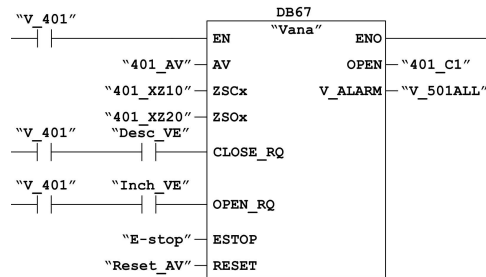 DB67
“V_401”
“Vana”
EN ENO
“401_AV” AV OPEN “401_C1”
“401_XZ10” ZSCx V_ALARM “V_501ALL”
“401_XZ20” ZSOx
“V_401” “Desc_VE”
CLOSE_RQ
“V_401” “Inch_VE”
OPEN_RQ
“E-stop” ESTOP
“Reset_AV” RESET